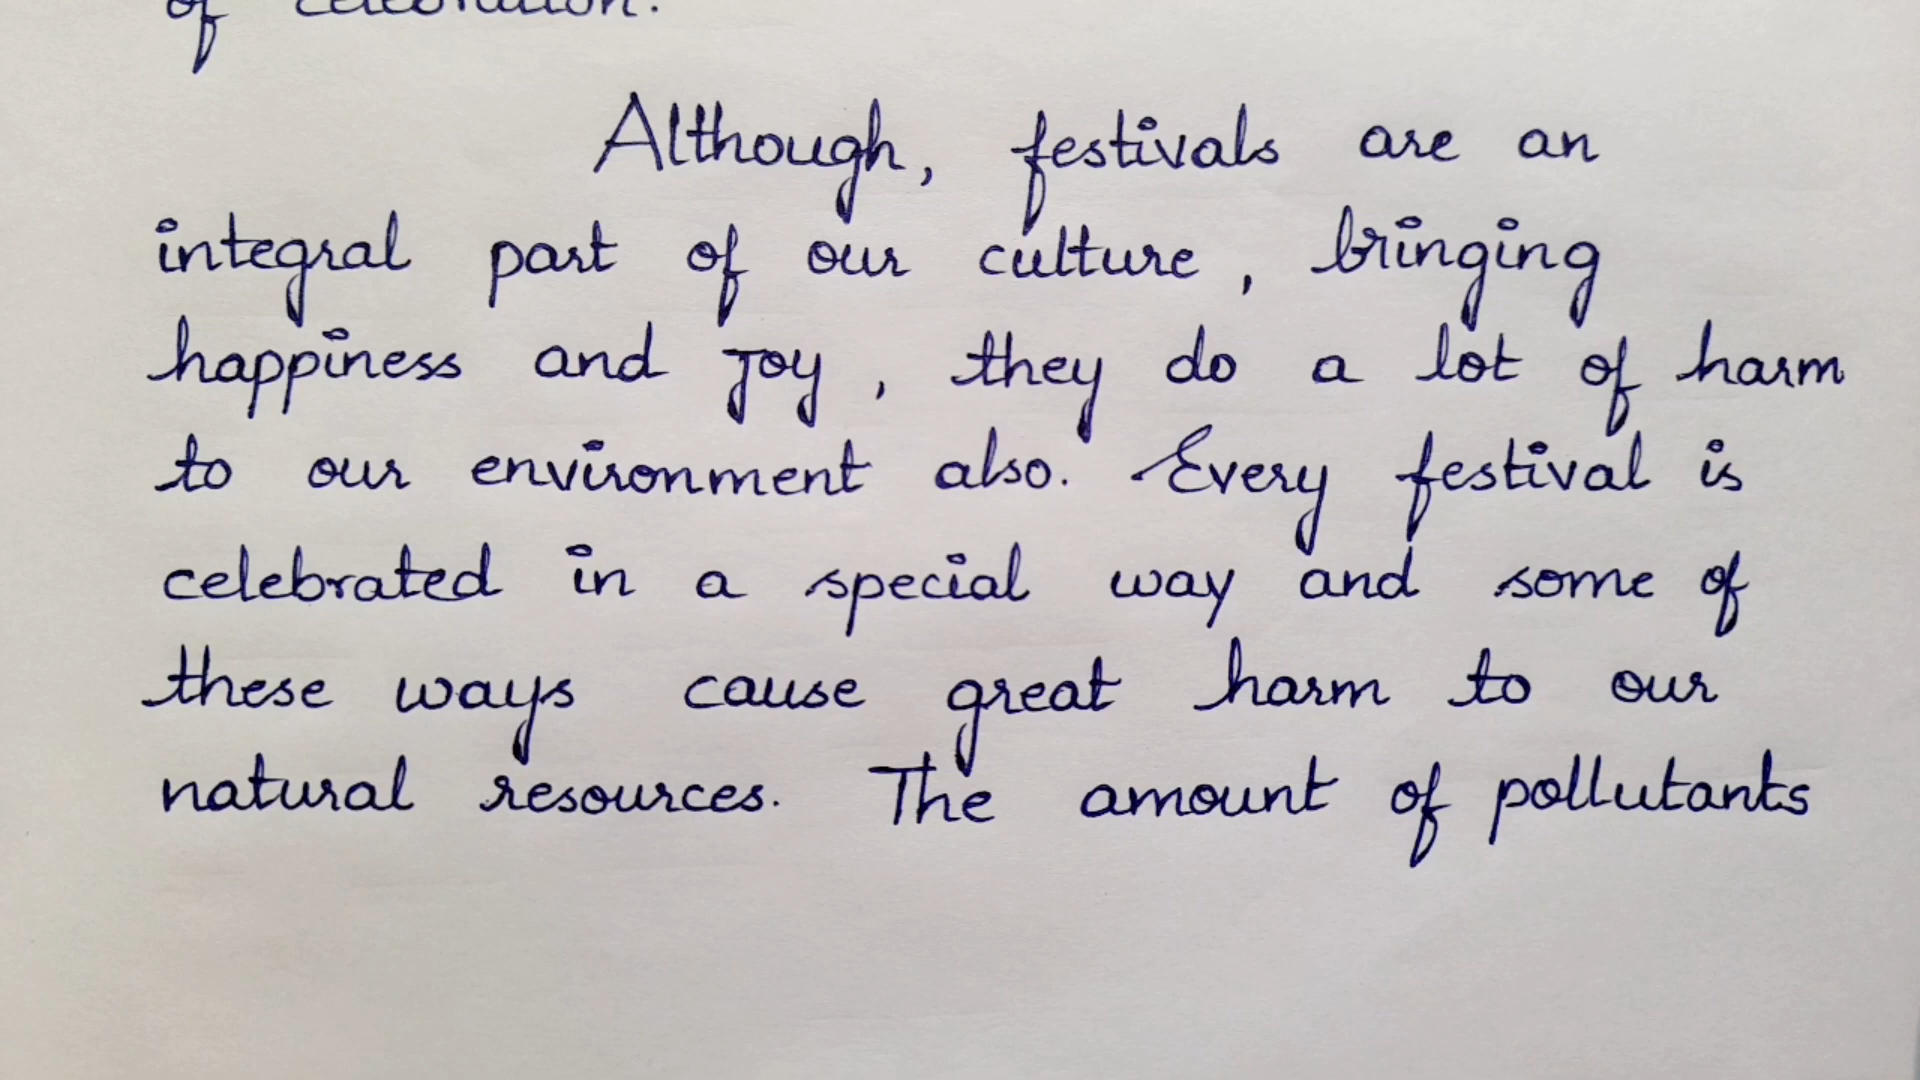 of celebration.
Although, festivals are an
integral part of our culture, bringing
happiness and joy, they do a lot of harm
to our environment also. Every festival is
celebrated in a special way and some of
these ways cause great harm to our
natural resources. The amount of pollutants